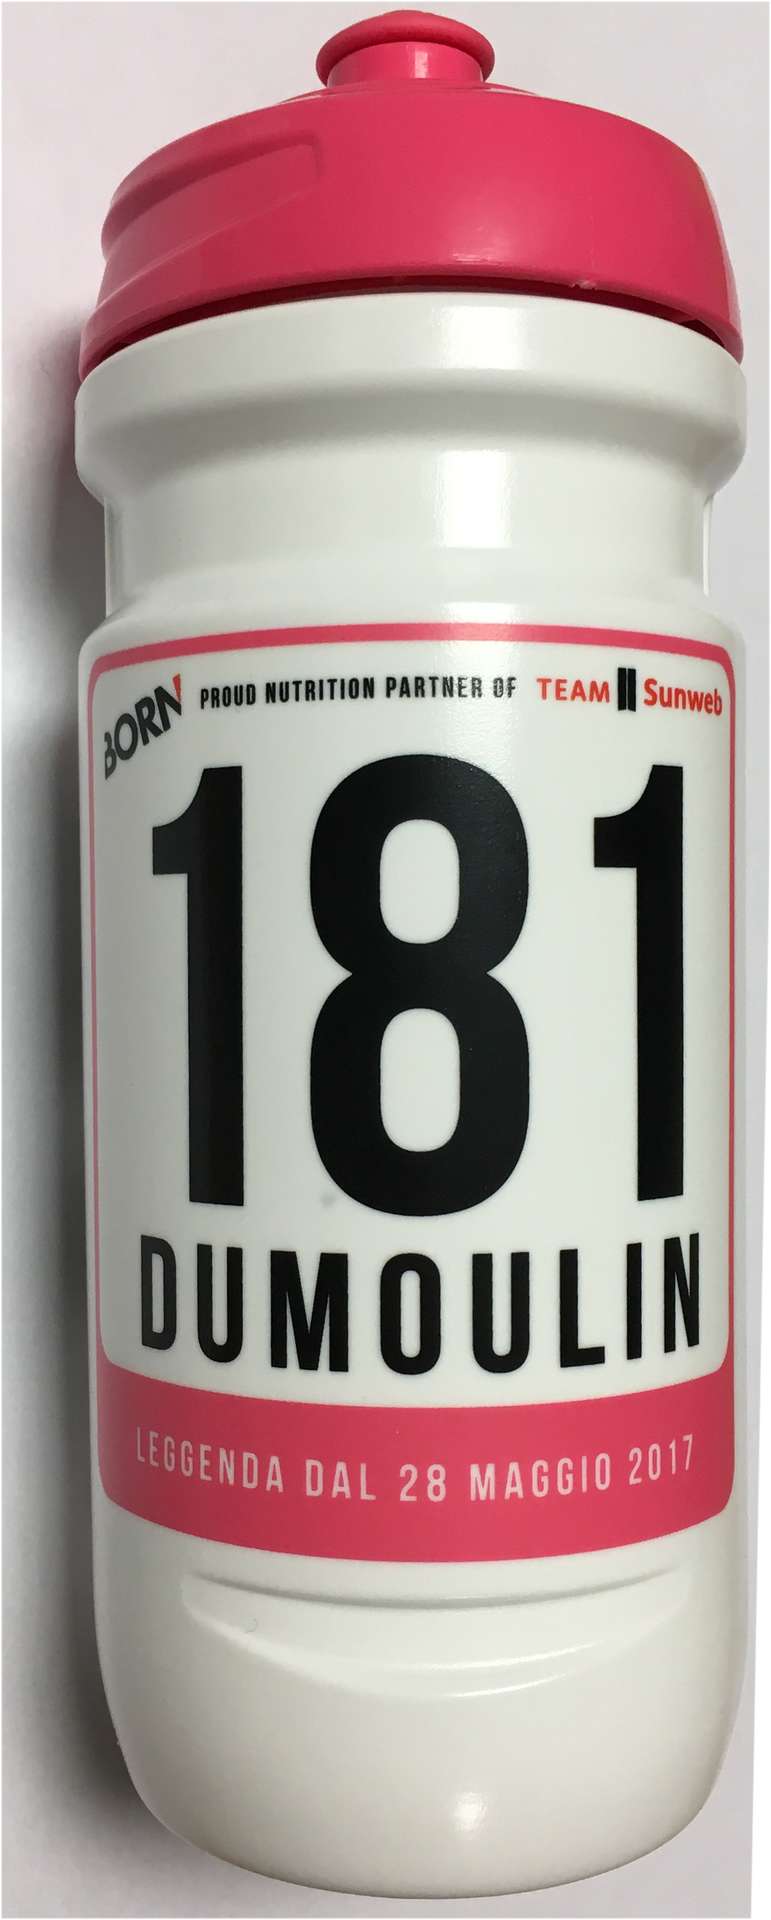 BORN PROUD NUTRITION PARTNER OF TEAM Sunweb
181
DUMOULIN
LEGGENDA DAL 28 MAGGIO 2017